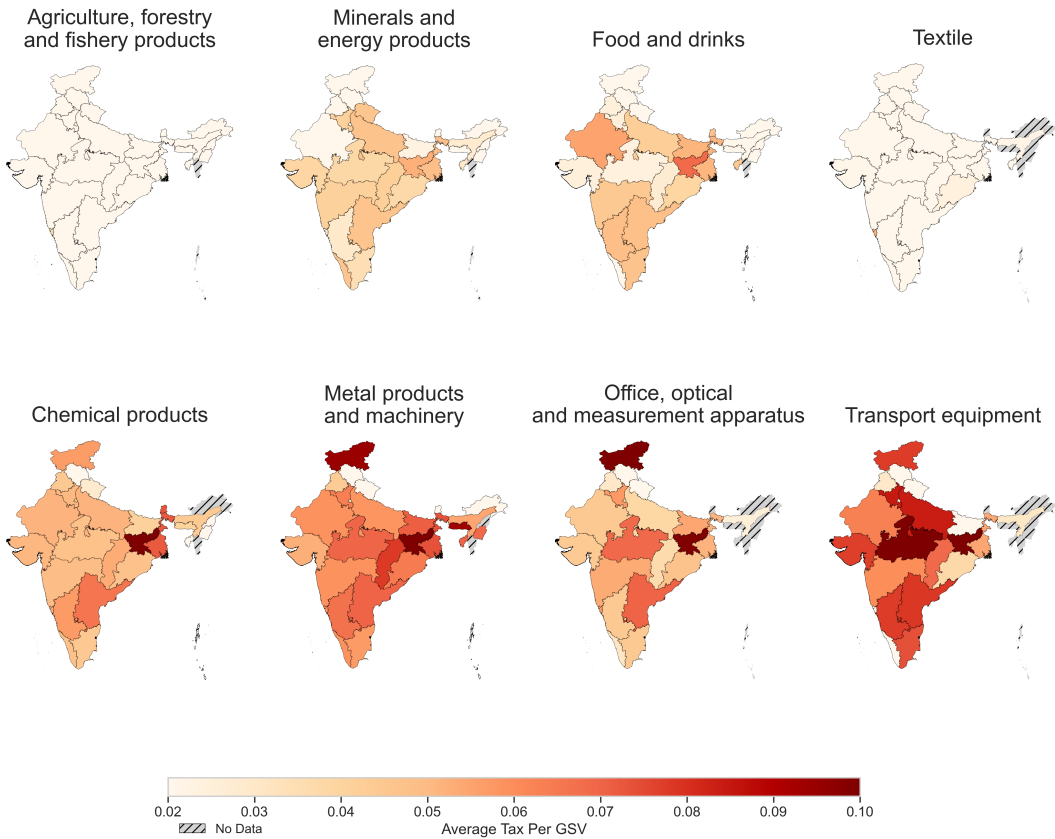 Agriculture, forestry
and fishery products
Minerals and
energy products
Food and drinks
Textile
Chemical products
Metal products
and machinery
Office, optical
and measurement apparatus
Transport equipment
0.02
0.03
0.04
0.05
0.06
0.07
0.08
0.09
0.10
No Data
Average Tax Per GSV